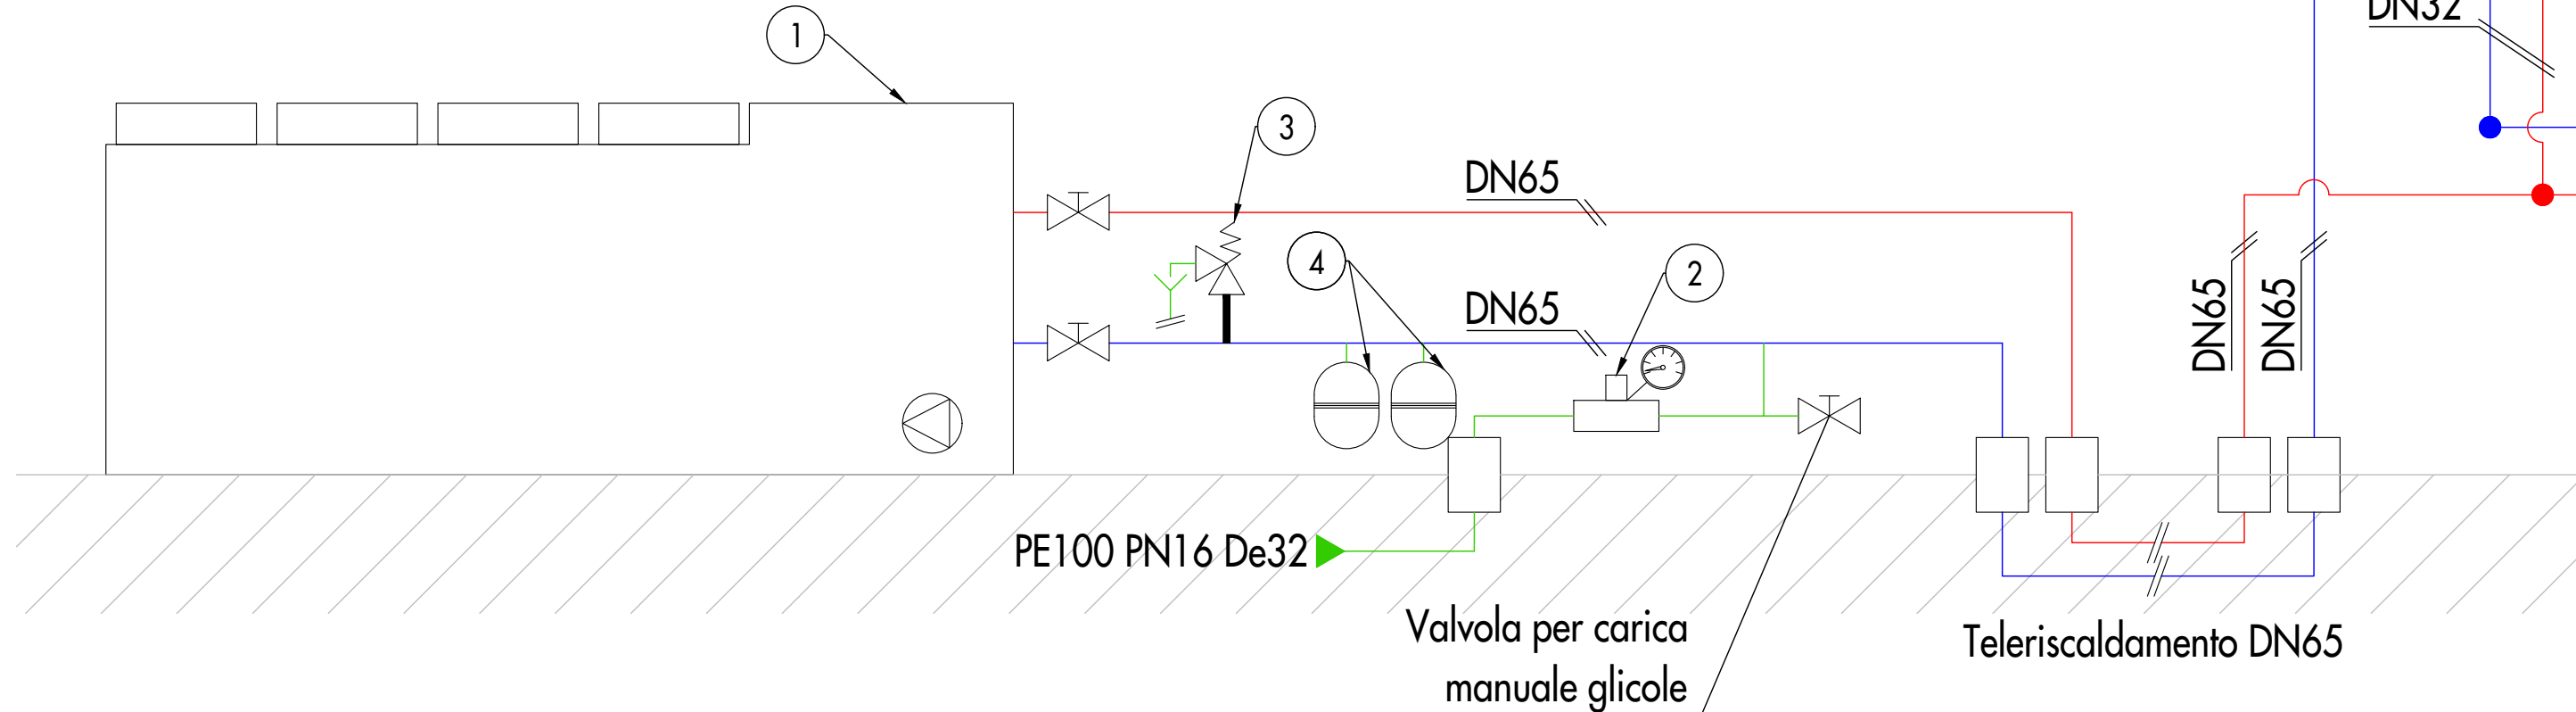 1
DN32
3
DN65
4
2
DN65
DN65
DN65
PE100 PN16 De32
Valvola per carica
manuale glicole
Teleriscaldamento DN65